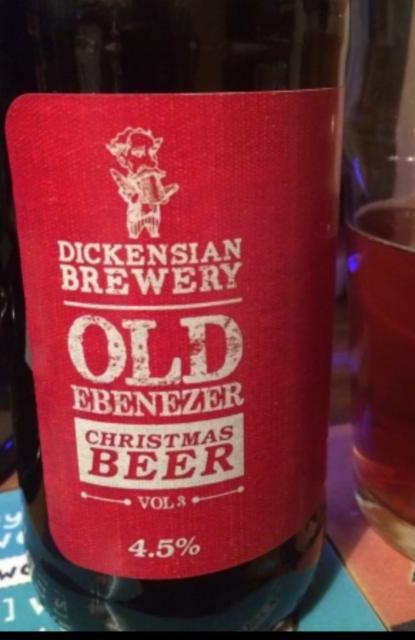 DICKENSIAN
BREWERY
OLD
EBENEZER
CHRISTMAS
BEER
VOL 3
4.5%